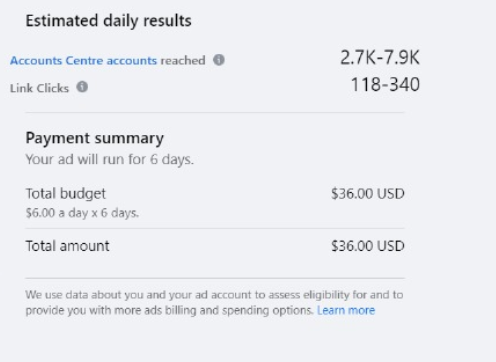 Estimated daily results
Accounts Centre accounts reached 2.7K-7.9K
Link Clicks 118-340
Payment summary
Your ad will run for 6 days.
Total budget $36.00 USD
$6.00 a day x 6 days.
Total amount $36.00 USD
We use data about you and your ad account to assess eligibility for and to
provide you with more ads billing and spending options. Learn more